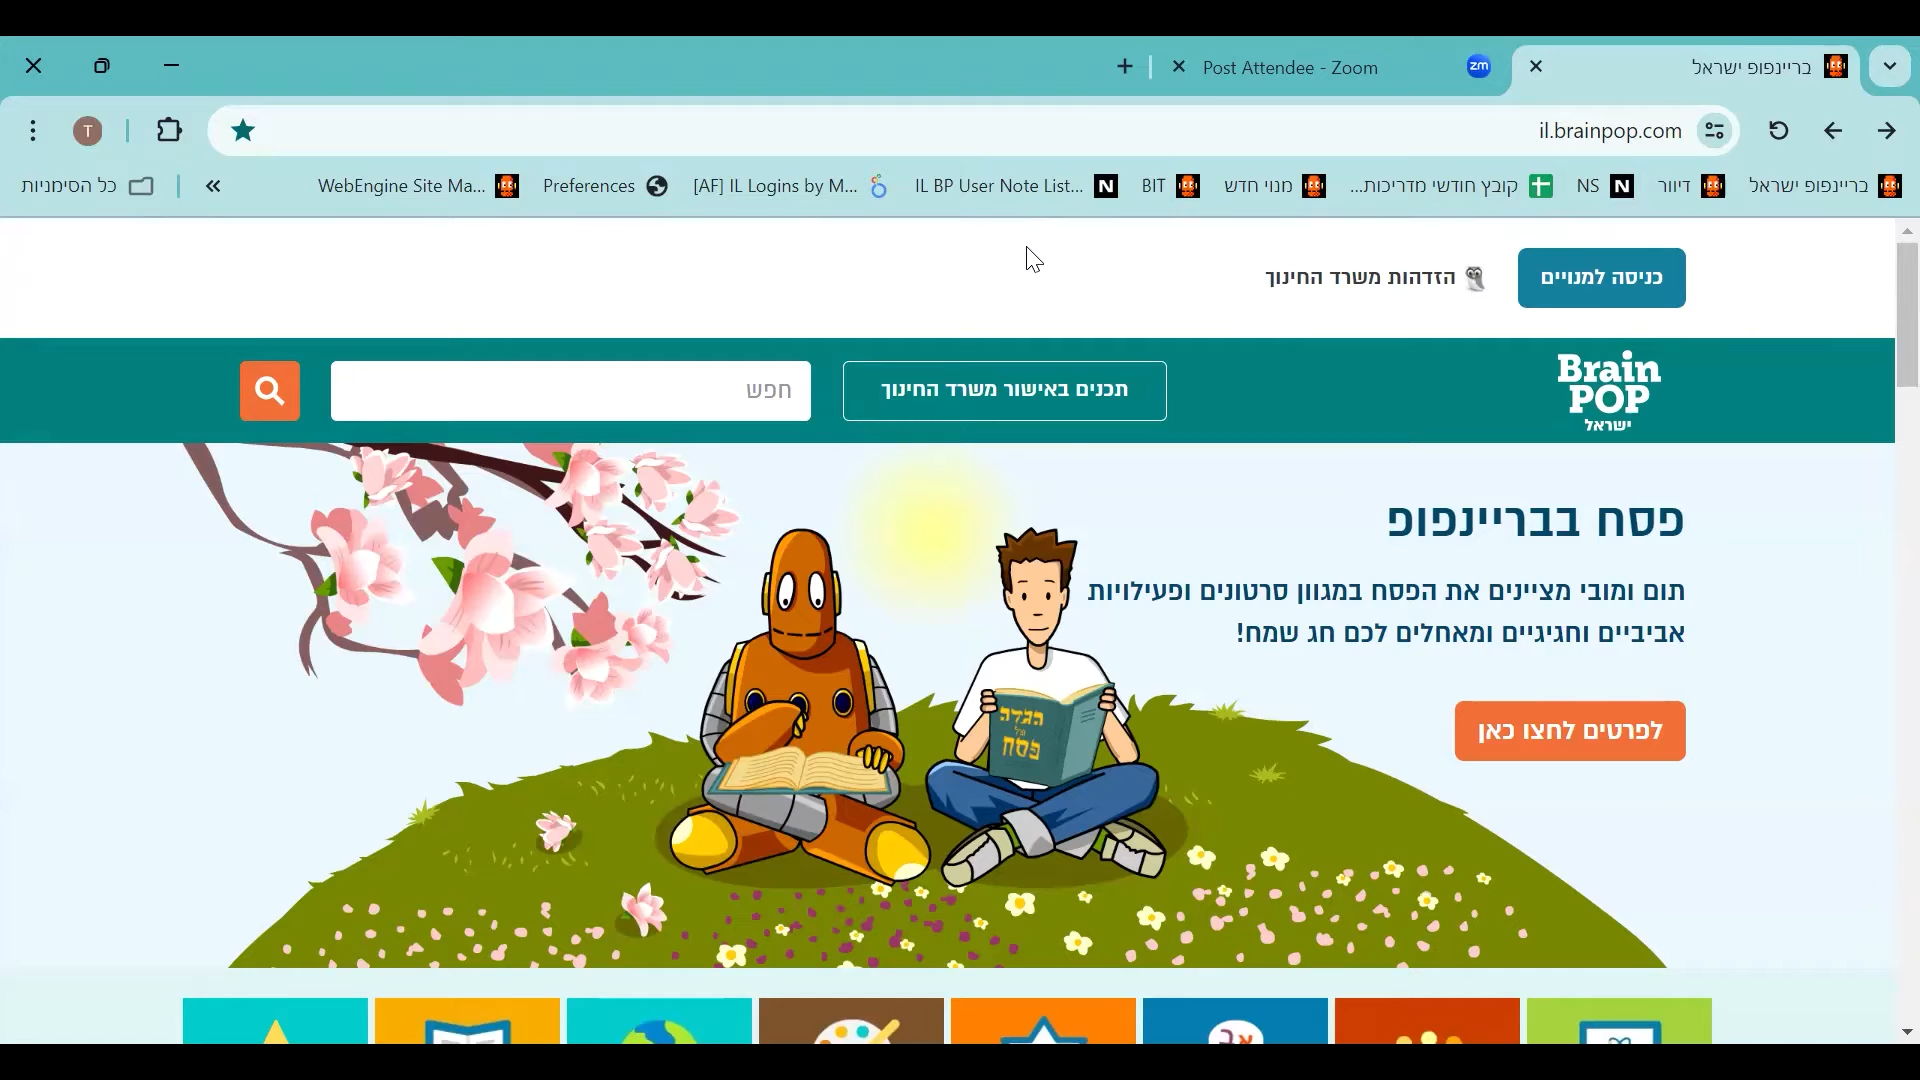 בריינפופ ישראל
Post Attendee - Zoom
zm
il.brainpop.com
T
בריינפופ ישראל
דיוור
NS
קובץ חודשי מדריכות...
מנוי חדש
BIT
IL BP User Note List...
[AF] IL Logins by M...
Preferences
WebEngine Site Ma...
כל הסימניות
כניסה למנויים
הזדהות משרד החינוך
Brain
POP
ישראל
תכנים באישור משרד החינוך
חפש
פסח בבריינפופ
תום ומובי מציינים את הפסח במגוון סרטונים ופעילויות
אביביים וחגיגיים ומאחלים לכם חג שמח!
לפרטים לחצו כאן
הגדה
של
פסח